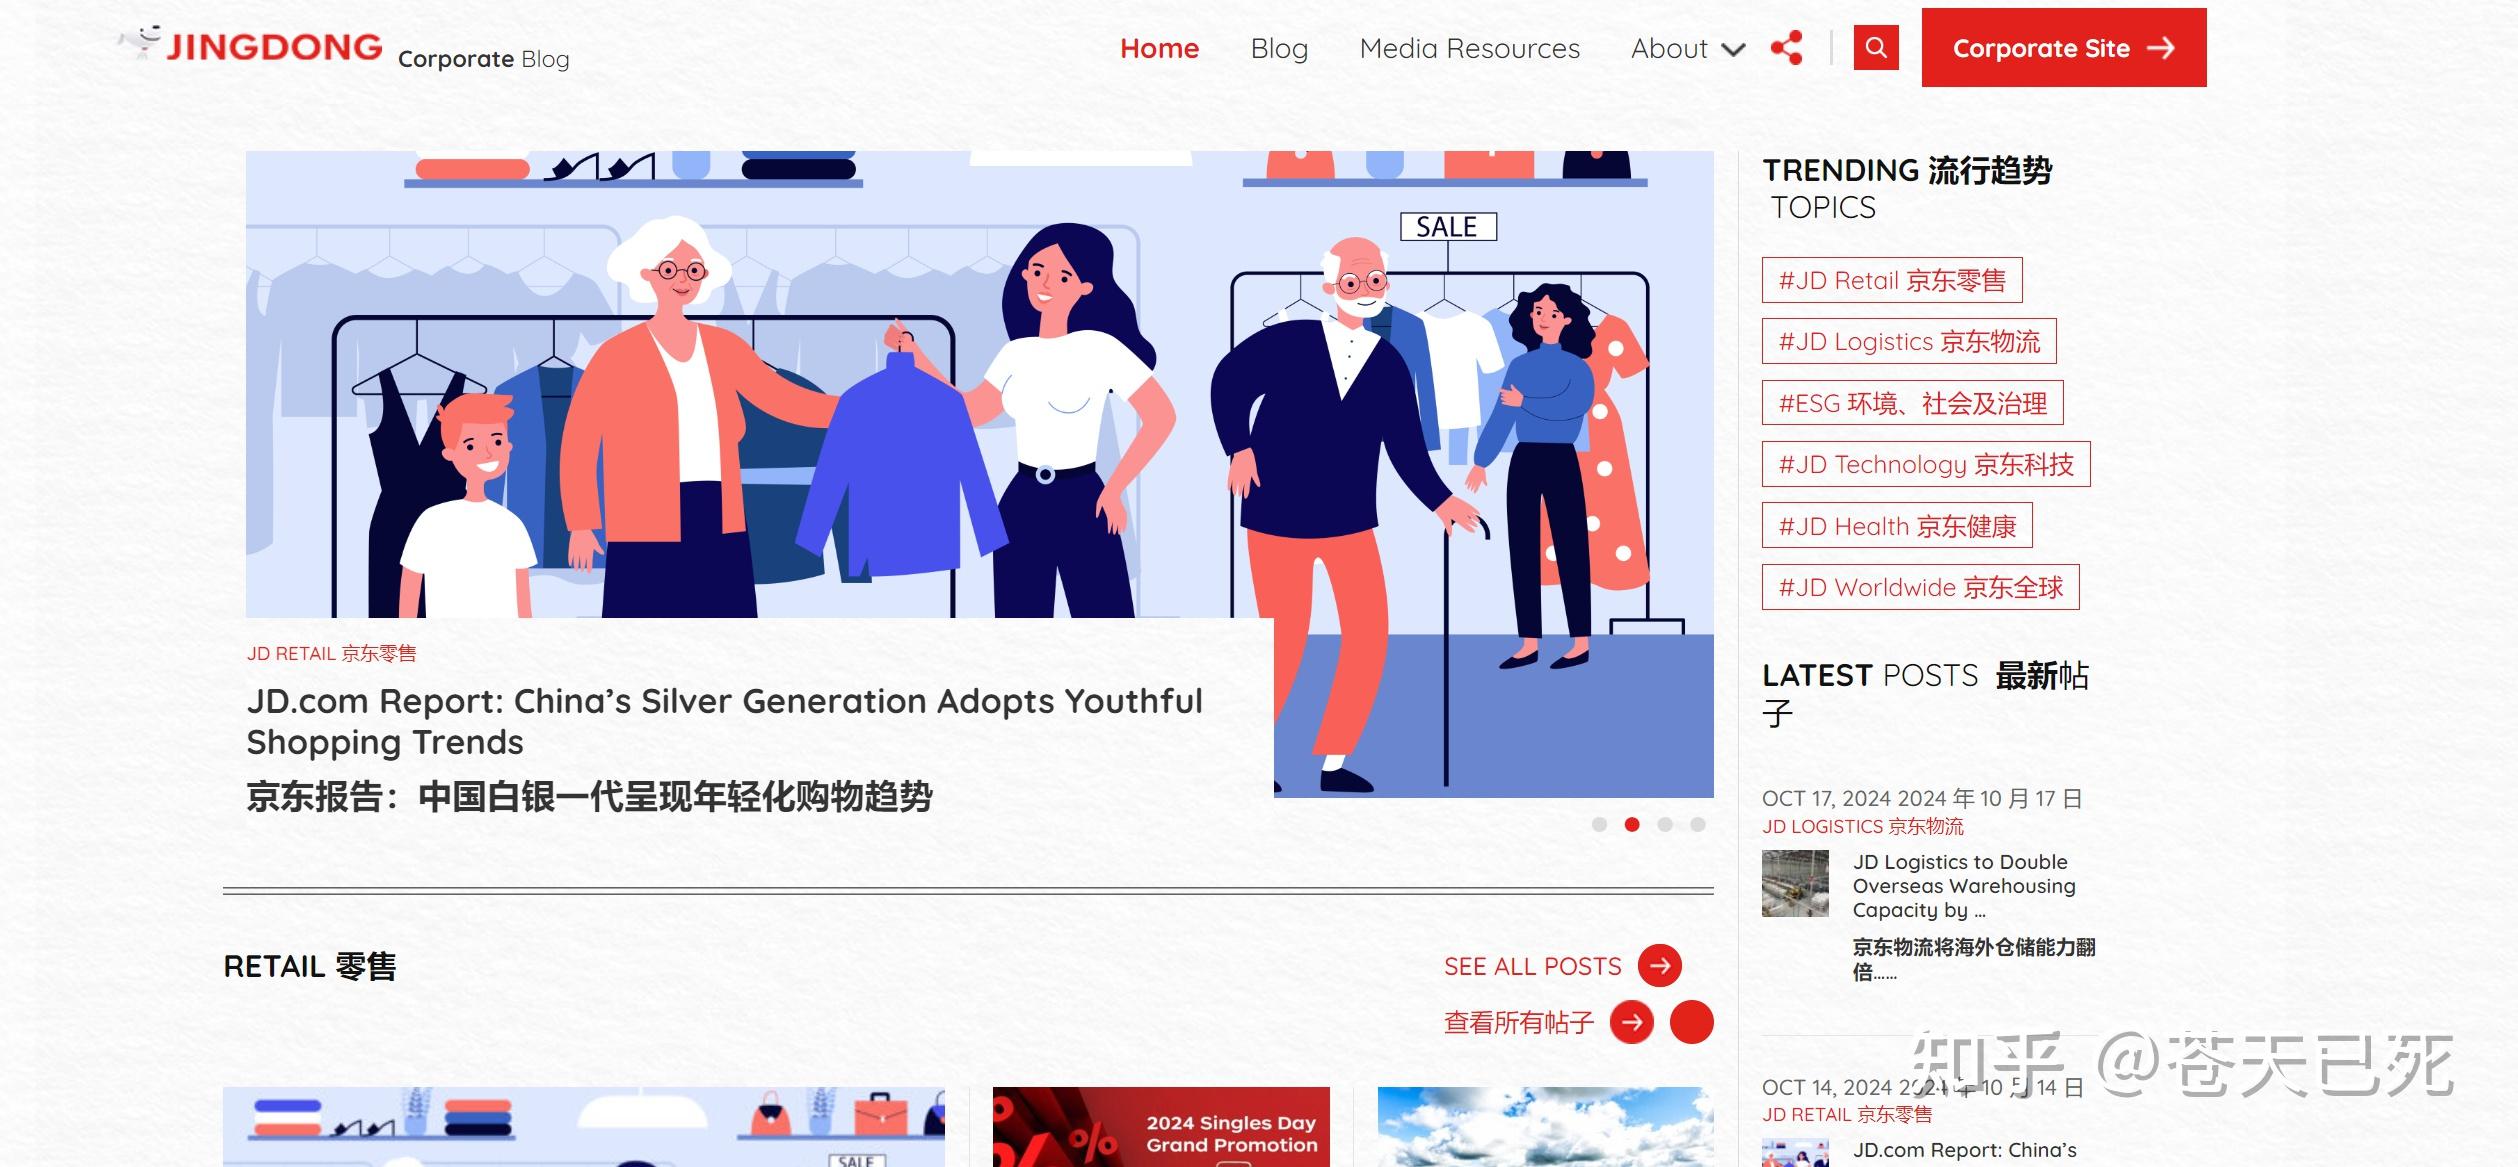 JINGDONG Corporate Blog
Home
Blog
Media Resources
About
Corporate Site
SALE
JD RETAIL 京东零售
JD.com Report: China's Silver Generation Adopts Youthful
Shopping Trends
京东报告：中国白银一代呈现年轻化购物趋势
RETAIL 零售
SEE ALL POSTS
查看所有帖子
SALE
2024 Singles Day
Grand Promotion
TRENDING 流行趋势
TOPICS
#JD Retail 京东零售
#JD Logistics 京东物流
#ESG 环境、社会及治理
#JD Technology 京东科技
#JD Health 京东健康
#JD Worldwide 京东全球
LATEST POSTS 最新帖
子
OCT 17, 2024 2024 年 10 月 17 日
JD LOGISTICS 京东物流
JD Logistics to Double
Overseas Warehousing
Capacity by ...
京东物流将海外仓储能力翻
倍……
OCT 14, 2024 2024 年 10 月 14 日
JD RETAIL 京东零售
JD.com Report: China's
知乎 @苍天已死